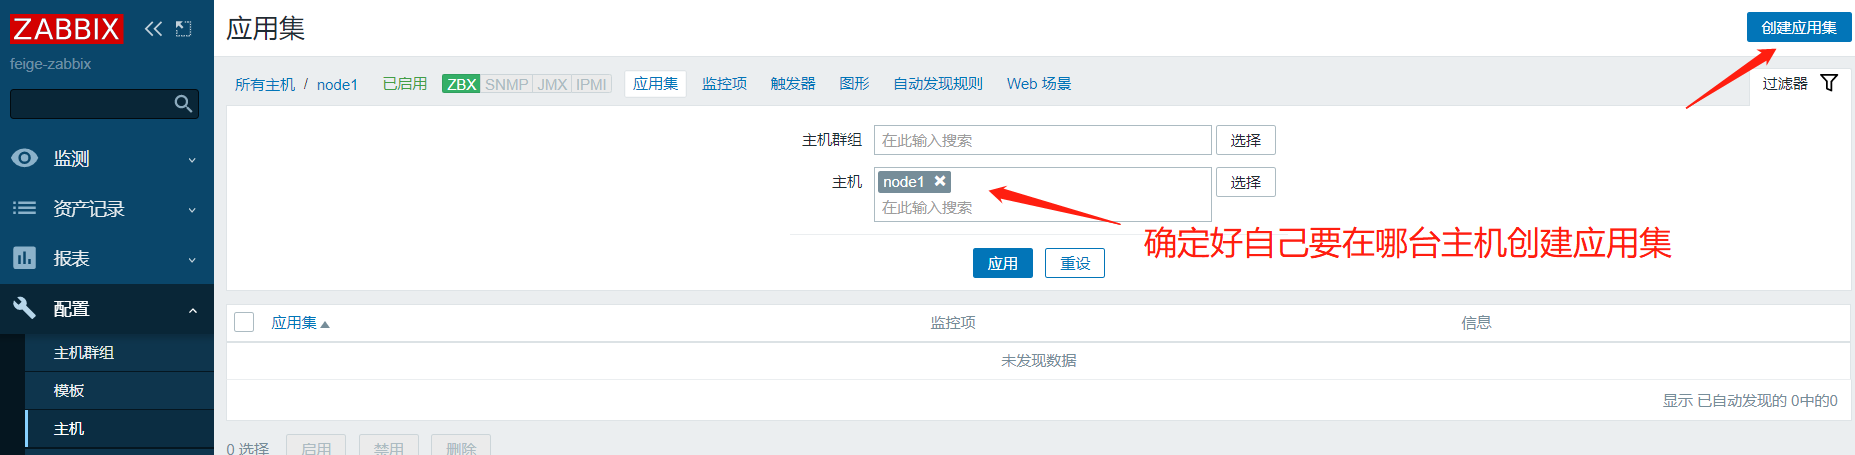 ZABBIX
feige-zabbix
监测
资产记录
报表
配置
主机群组
模板
主机
应用集
创建应用集
所有主机 / node1 已启用 ZBX SNMP JMX IPMI 应用集 监控项 触发器 图形 自动发现规则 Web 场景
过滤器
主机群组 在此输入搜索 选择
主机 node1 选择
在此输入搜索
确定好自己要在哪台主机创建应用集
应用 重设
应用集 监控项 信息
未发现数据
显示 已自动发现的 0中的0
0 选择 启用 禁用 删除